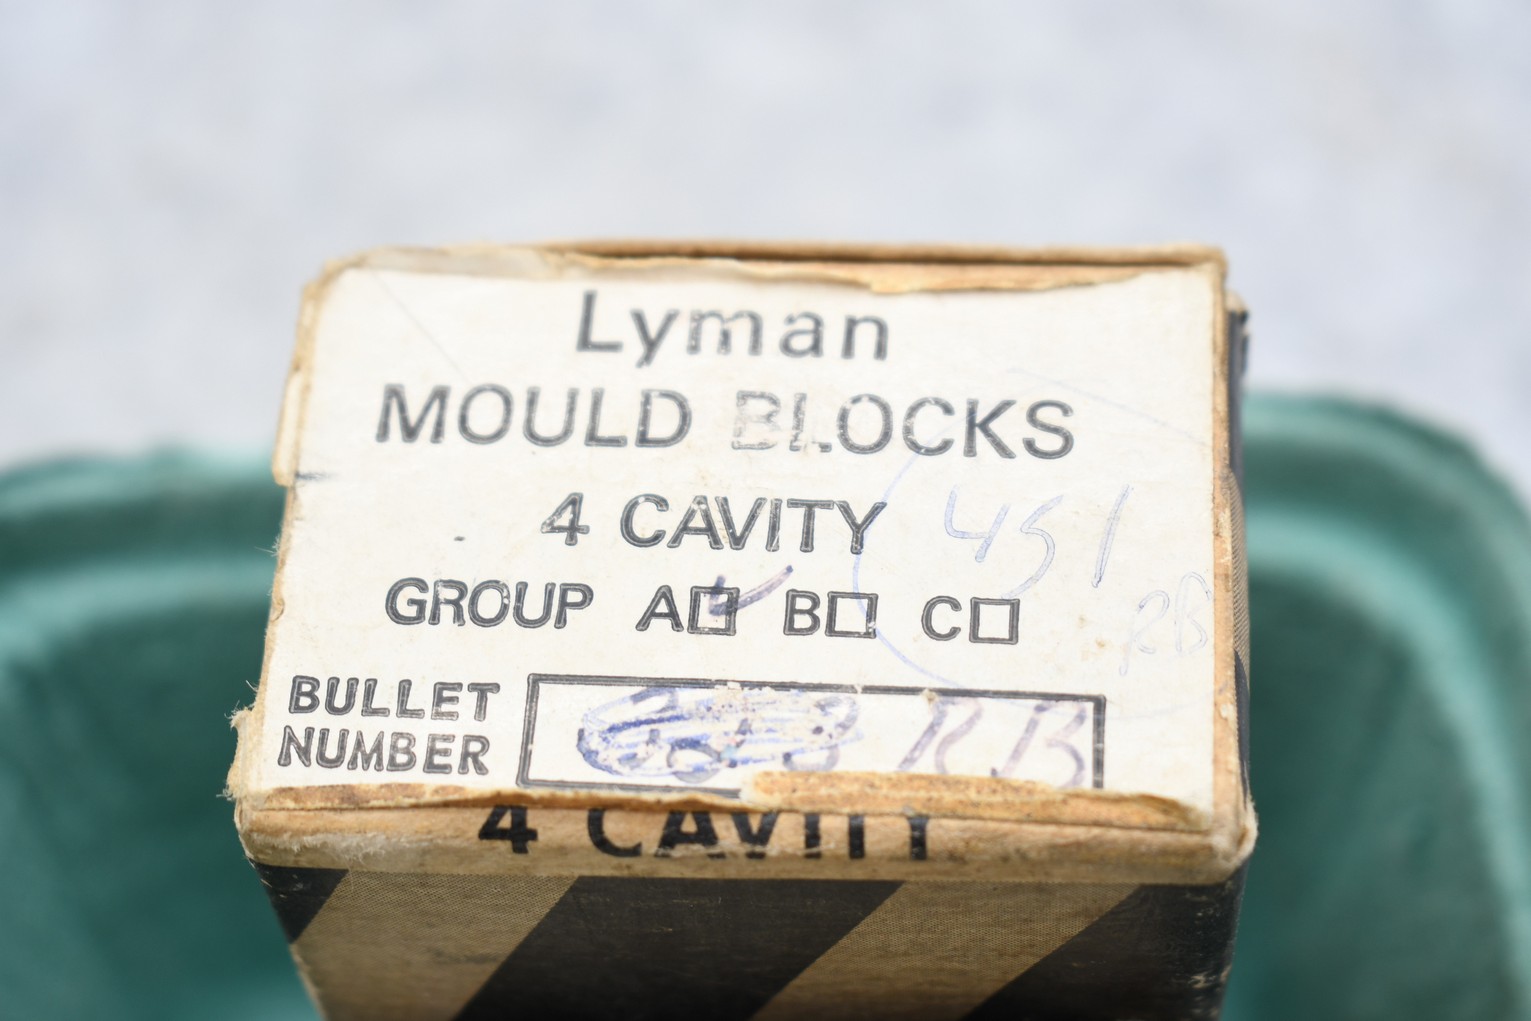 Lyman
MOULD BLOCKS
4 CAVITY
451
GROUP A B C
RB
BULLET
NUMBER
RB
4 CAVITY